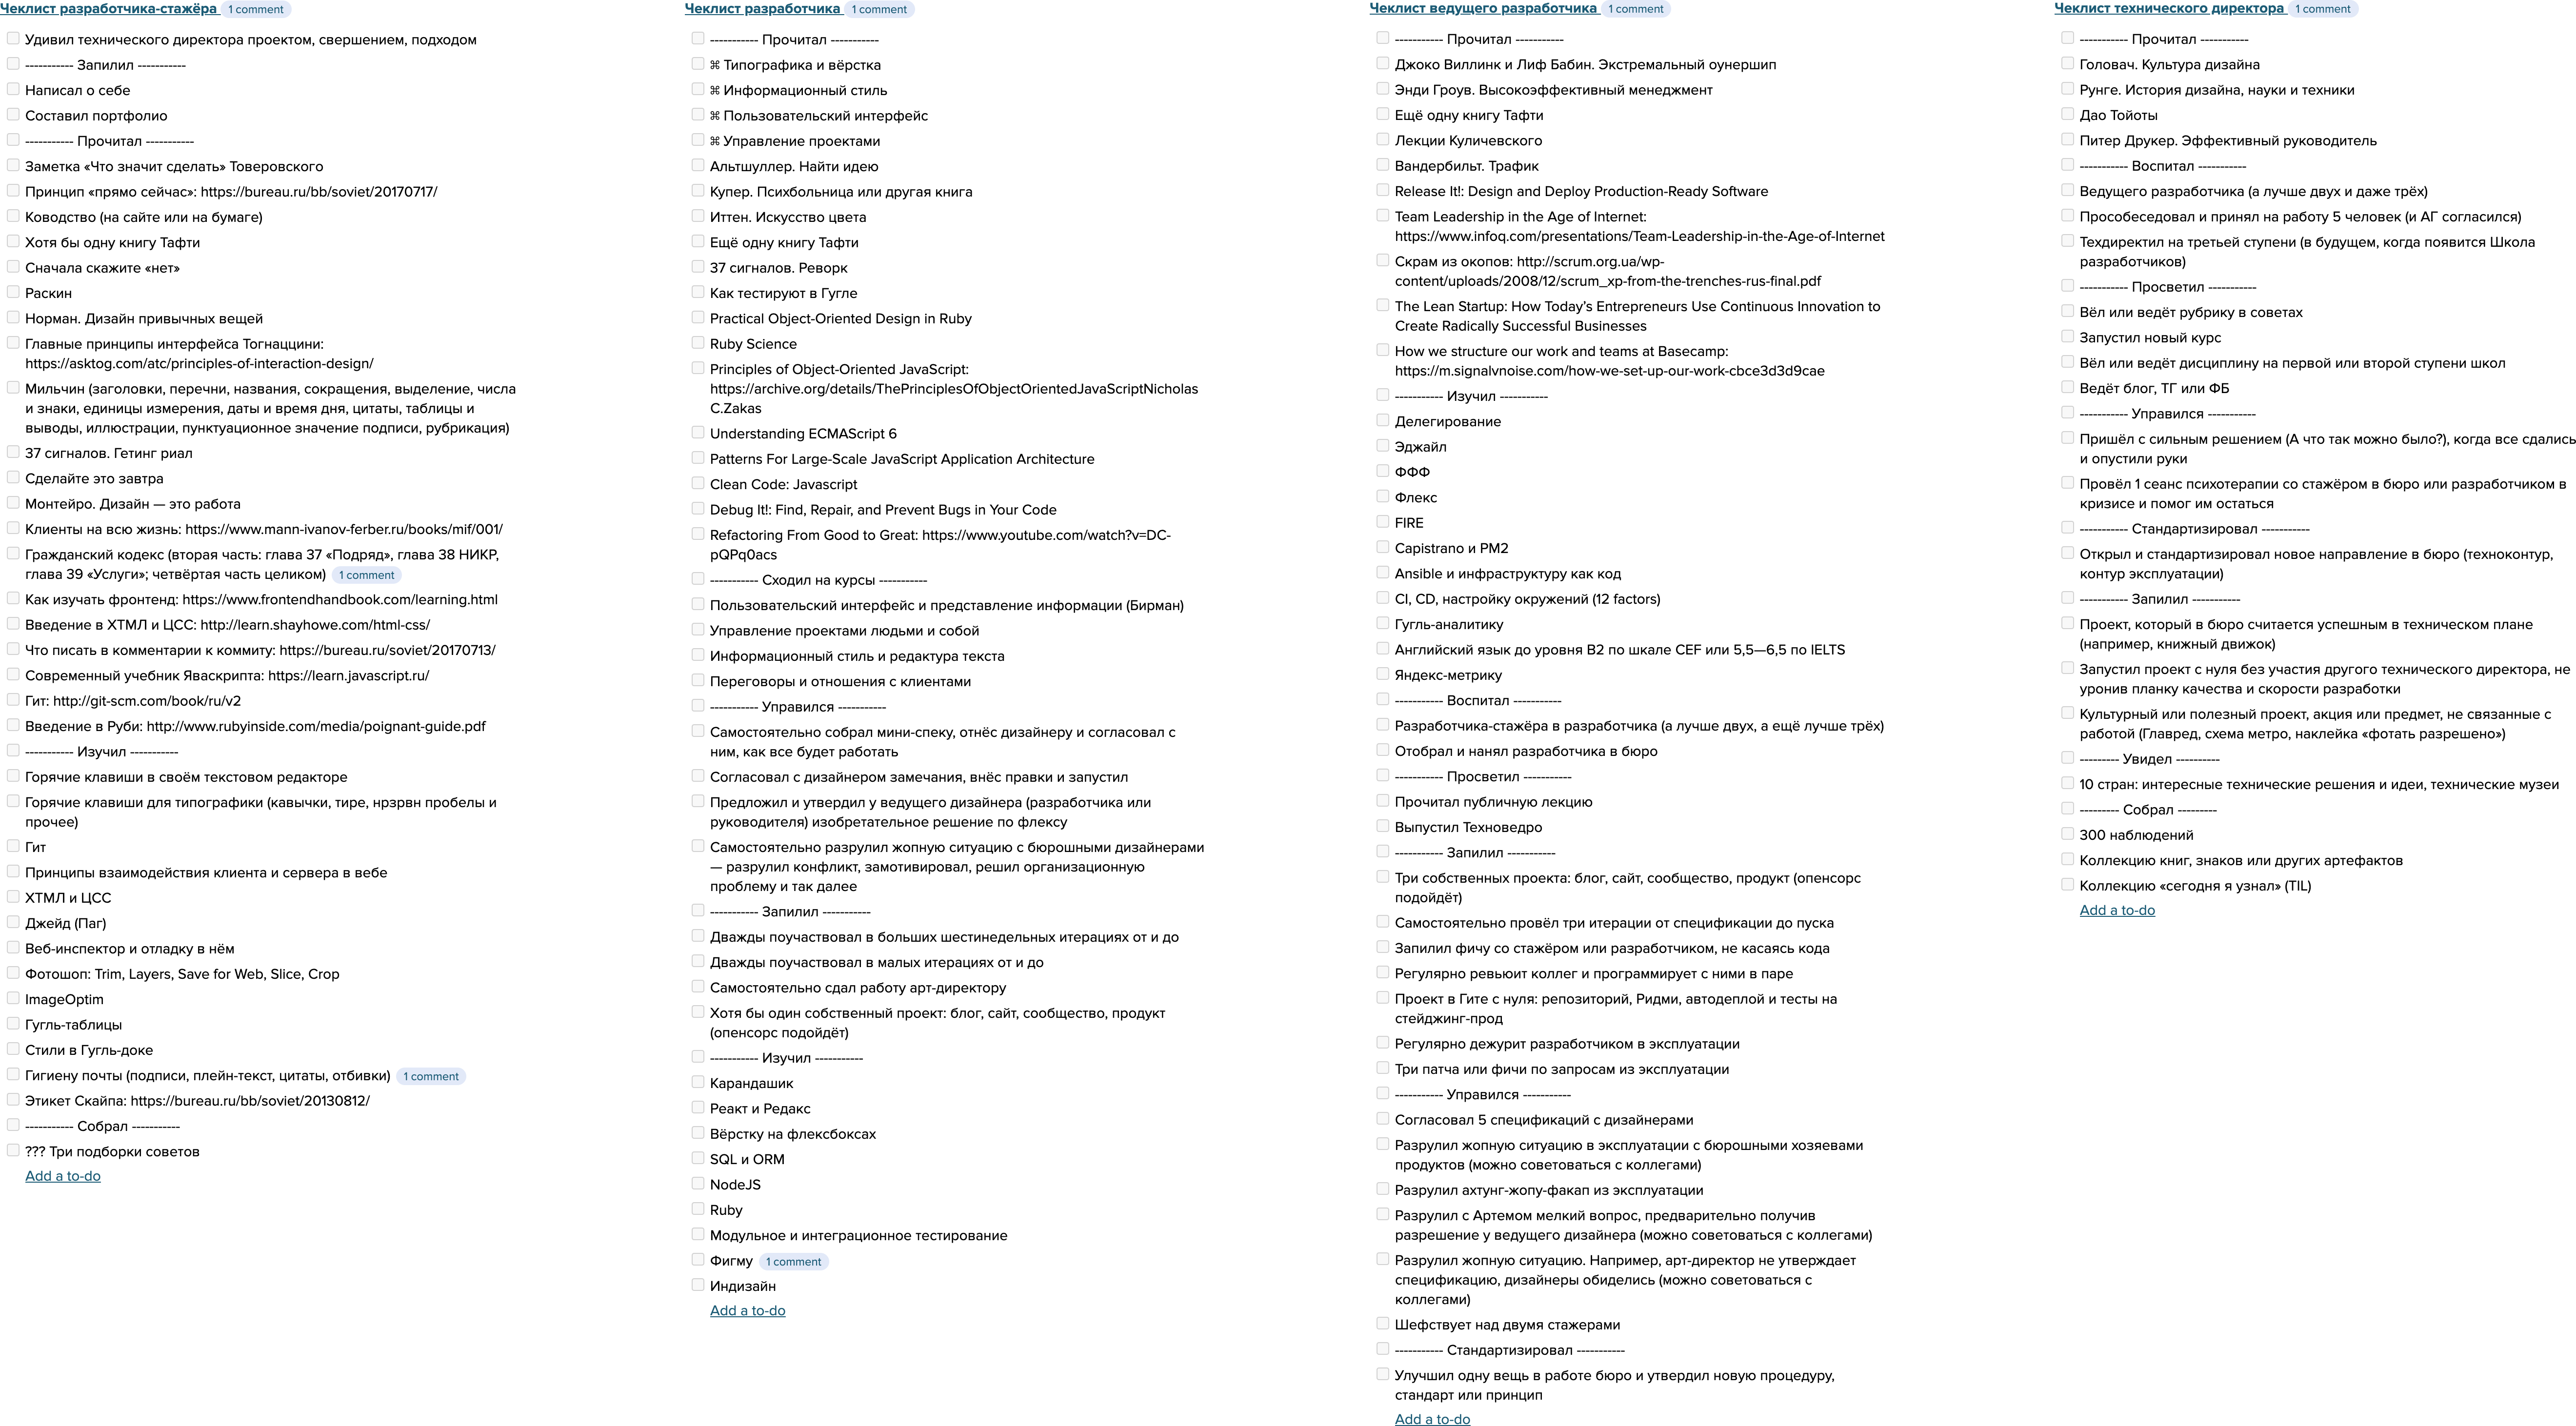 Чеклист разработчика-стажёра 1 comment
Удивил технического директора проектом, свершением, подходом
----------- Запилил -----------
Написал о себе
Составил портфолио
----------- Прочитал -----------
Заметка «Что значит сделать» Товеровского
Принцип «прямо сейчас»: https://bureau.ru/bb/soviet/20170717/
Ководство (на сайте или на бумаге)
Хотя бы одну книгу Тафти
Сначала скажите «нет»
Раскин
Норман. Дизайн привычных вещей
Главные принципы интерфейса Тогнаццини:
https://asktog.com/atc/principles-of-interaction-design/
Мильчин (заголовки, перечни, названия, сокращения, выделение, числа
и знаки, единицы измерения, даты и время дня, цитаты, таблицы и
выводы, иллюстрации, пунктуационное значение подписи, рубрикация)
37 сигналов. Гетинг риал
Сделайте это завтра
Монтейро. Дизайн — это работа
Клиенты на всю жизнь: https://www.mann-ivanov-ferber.ru/books/mif/001/
Гражданский кодекс (вторая часть: глава 37 «Подряд», глава 38 НИКР,
глава 39 «Услуги»; четвёртая часть целиком) 1 comment
Как изучать фронтенд: https://www.frontendhandbook.com/learning.html
Введение в ХТМЛ и ЦСС: http://learn.shayhowe.com/html-css/
Что писать в комментарии к коммиту: https://bureau.ru/soviet/20170713/
Современный учебник Яваскрипта: https://learn.javascript.ru/
Гит: http://git-scm.com/book/ru/v2
Введение в Руби: http://www.rubyinside.com/media/poignant-guide.pdf
----------- Изучил -----------
Горячие клавиши в своём текстовом редакторе
Горячие клавиши для типографики (кавычки, тире, нрзрвн пробелы и
прочее)
Гит
Принципы взаимодействия клиента и сервера в вебе
ХТМЛ и ЦСС
Джейд (Паг)
Веб-инспектор и отладку в нём
Фотошоп: Trim, Layers, Save for Web, Slice, Crop
ImageOptim
Гугль-таблицы
Стили в Гугль-доке
Гигиену почты (подписи, плейн-текст, цитаты, отбивки) 1 comment
Этикет Скайпа: https://bureau.ru/bb/soviet/20130812/
----------- Собрал -----------
??? Три подборки советов
Add a to-do
Чеклист разработчика 1 comment
----------- Прочитал -----------
⌘ Типографика и вёрстка
⌘ Информационный стиль
⌘ Пользовательский интерфейс
⌘ Управление проектами
Альтшуллер. Найти идею
Купер. Психбольница или другая книга
Иттен. Искусство цвета
Ещё одну книгу Тафти
37 сигналов. Реворк
Как тестируют в Гугле
Practical Object-Oriented Design in Ruby
Ruby Science
Principles of Object-Oriented JavaScript:
https://archive.org/details/ThePrinciplesOfObjectOrientedJavaScriptNicholas
C.Zakas
Understanding ECMAScript 6
Patterns For Large-Scale JavaScript Application Architecture
Clean Code: Javascript
Debug It!: Find, Repair, and Prevent Bugs in Your Code
Refactoring From Good to Great: https://www.youtube.com/watch?v=DC-
pQPq0acs
----------- Сходил на курсы -----------
Пользовательский интерфейс и представление информации (Бирман)
Управление проектами людьми и собой
Информационный стиль и редактура текста
Переговоры и отношения с клиентами
----------- Управился -----------
Самостоятельно собрал мини-спеку, отнёс дизайнеру и согласовал с
ним, как все будет работать
Согласовал с дизайнером замечания, внёс правки и запустил
Предложил и утвердил у ведущего дизайнера (разработчика или
руководителя) изобретательное решение по флексу
Самостоятельно разрулил жопную ситуацию с бюрошными дизайнерами
— разрулил конфликт, замотивировал, решил организационную
проблему и так далее
----------- Запилил -----------
Дважды поучаствовал в больших шестинедельных итерациях от и до
Дважды поучаствовал в малых итерациях от и до
Самостоятельно сдал работу арт-директору
Хотя бы один собственный проект: блог, сайт, сообщество, продукт
(опенсорс подойдёт)
----------- Изучил -----------
Карандашик
Реакт и Редакс
Вёрстку на флексбоксах
SQL и ORM
NodeJS
Ruby
Модульное и интеграционное тестирование
Фигму 1 comment
Индизайн
Add a to-do
Чеклист ведущего разработчика 1 comment
----------- Прочитал -----------
Джоко Виллинк и Лиф Бабин. Экстремальный оунершип
Энди Гроув. Высокоэффективный менеджмент
Ещё одну книгу Тафти
Лекции Куличевского
Вандербильт. Трафик
Release It!: Design and Deploy Production-Ready Software
Team Leadership in the Age of Internet:
https://www.infoq.com/presentations/Team-Leadership-in-the-Age-of-Internet
Скрам из окопов: http://scrum.org.ua/wp-
content/uploads/2008/12/scrum_xp-from-the-trenches-rus-final.pdf
The Lean Startup: How Today’s Entrepreneurs Use Continuous Innovation to
Create Radically Successful Businesses
How we structure our work and teams at Basecamp:
https://m.signalvnoise.com/how-we-set-up-our-work-cbce3d3d9cae
----------- Изучил -----------
Делегирование
Эджайл
ФФФ
Флекс
FIRE
Capistrano и PM2
Ansible и инфраструктуру как код
CI, CD, настройку окружений (12 factors)
Гугль-аналитику
Английский язык до уровня B2 по шкале CEF или 5,5—6,5 по IELTS
Яндекс-метрику
----------- Воспитал -----------
Разработчика-стажёра в разработчика (а лучше двух, а ещё лучше трёх)
Отобрал и нанял разработчика в бюро
----------- Просветил -----------
Прочитал публичную лекцию
Выпустил Техноведро
----------- Запилил -----------
Три собственных проекта: блог, сайт, сообщество, продукт (опенсорс
подойдёт)
Самостоятельно провёл три итерации от спецификации до пуска
Запилил фичу со стажёром или разработчиком, не касаясь кода
Регулярно ревьюит коллег и программирует с ними в паре
Проект в Гите с нуля: репозиторий, Ридми, автодеплой и тесты на
стейджинг-прод
Регулярно дежурит разработчиком в эксплуатации
Три патча или фичи по запросам из эксплуатации
----------- Управился -----------
Согласовал 5 спецификаций с дизайнерами
Разрулил жопную ситуацию в эксплуатации с бюрошными хозяевами
продуктов (можно советоваться с коллегами)
Разрулил ахтунг-жопу-факап из эксплуатации
Разрулил с Артемом мелкий вопрос, предварительно получив
разрешение у ведущего дизайнера (можно советоваться с коллегами)
Разрулил жопную ситуацию. Например, арт-директор не утверждает
спецификацию, дизайнеры обиделись (можно советоваться с
коллегами)
Шефствует над двумя стажерами
----------- Стандартизировал -----------
Улучшил одну вещь в работе бюро и утвердил новую процедуру,
стандарт или принцип
Add a to-do
Чеклист технического директора 1 comment
----------- Прочитал -----------
Головач. Культура дизайна
Рунге. История дизайна, науки и техники
Дао Тойоты
Питер Друкер. Эффективный руководитель
----------- Воспитал -----------
Ведущего разработчика (а лучше двух и даже трёх)
Прособеседовал и принял на работу 5 человек (и АГ согласился)
Техдиректил на третьей ступени (в будущем, когда появится Школа
разработчиков)
----------- Просветил -----------
Вёл или ведёт рубрику в советах
Запустил новый курс
Вёл или ведёт дисциплину на первой или второй ступени школ
Ведёт блог, ТГ или ФБ
----------- Управился -----------
Пришёл с сильным решением (А что так можно было?), когда все сдались
и опустили руки
Провёл 1 сеанс психотерапии со стажёром в бюро или разработчиком в
кризисе и помог им остаться
----------- Стандартизировал -----------
Открыл и стандартизировал новое направление в бюро (техноконтур,
контур эксплуатации)
----------- Запилил -----------
Проект, который в бюро считается успешным в техническом плане
(например, книжный движок)
Запустил проект с нуля без участия другого технического директора, не
уронив планку качества и скорости разработки
Культурный или полезный проект, акция или предмет, не связанные с
работой (Главред, схема метро, наклейка «фотать разрешено»)
--------- Увидел ----------
10 стран: интересные технические решения и идеи, технические музеи
--------- Собрал ---------
300 наблюдений
Коллекцию книг, знаков или других артефактов
Коллекцию «сегодня я узнал» (TIL)
Add a to-do